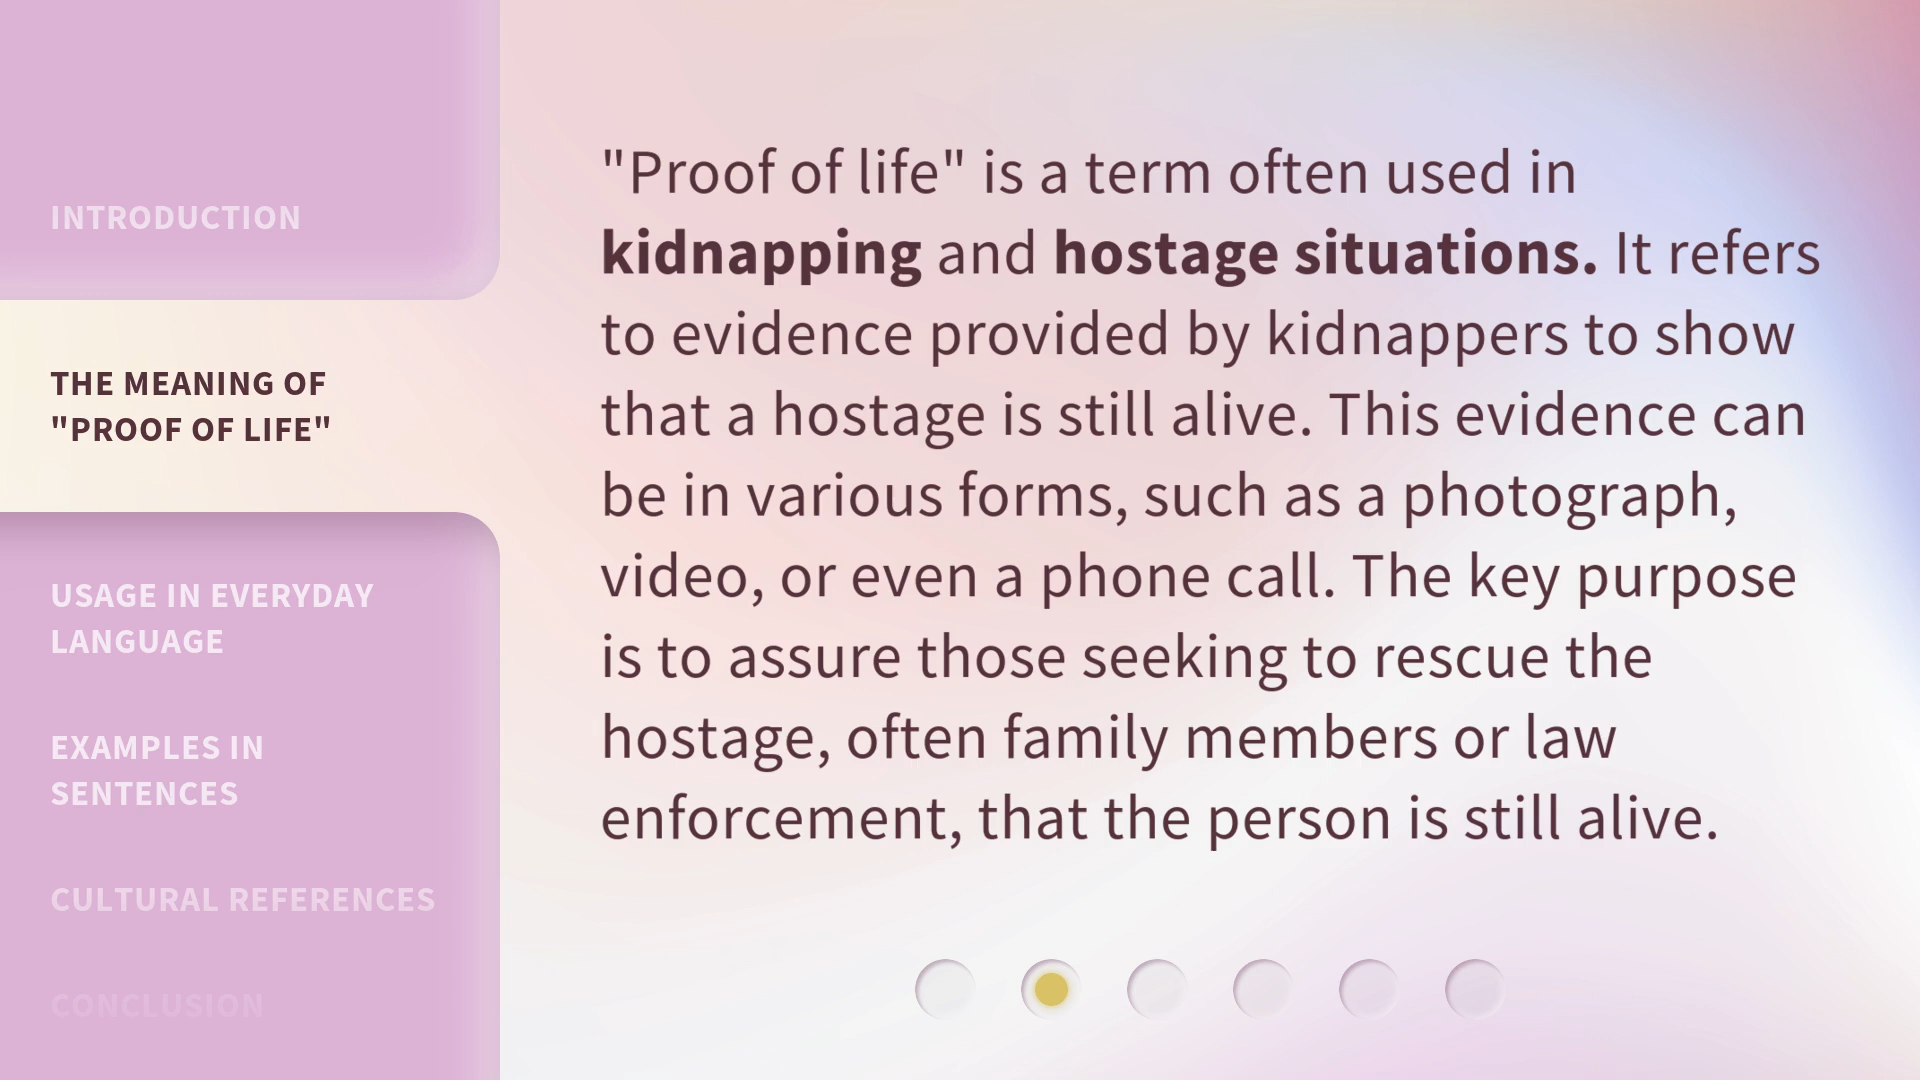 INTRODUCTION
THE MEANING OF
"PROOF OF LIFE"
USAGE IN EVERYDAY
LANGUAGE
EXAMPLES IN
SENTENCES
CULTURAL REFERENCES
CONCLUSION
"Proof of life" is a term often used in
kidnapping and hostage situations. It refers
to evidence provided by kidnappers to show
that a hostage is still alive. This evidence can
be in various forms, such as a photograph,
video, or even a phone call. The key purpose
is to assure those seeking to rescue the
hostage, often family members or law
enforcement, that the person is still alive.